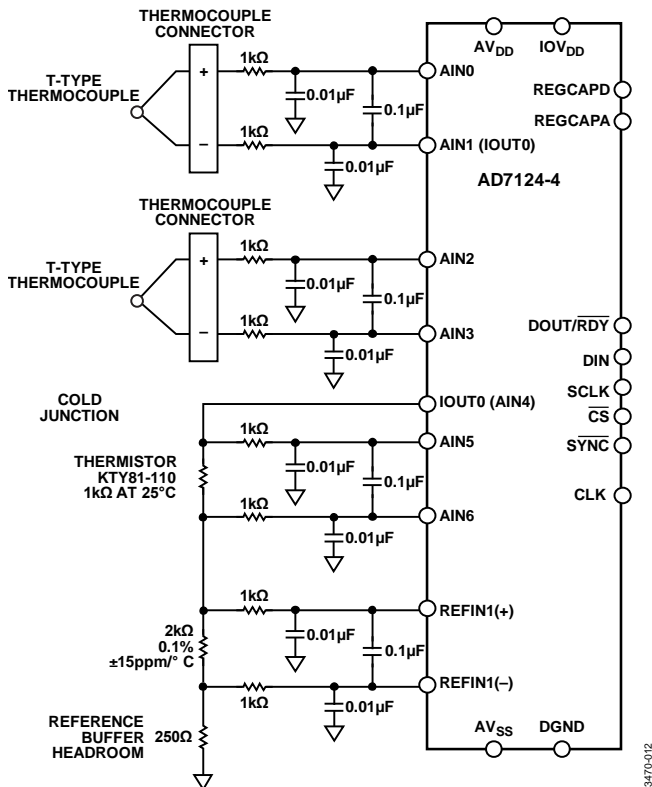 THERMOCOUPLE
CONNECTOR
T-TYPE
THERMOCOUPLE
+
−
1kΩ
0.01µF
0.1µF
1kΩ
0.01µF
AIN0
AIN1 (IOUT0)
AVDD
IOVDD
REGCAPD
REGCAPA
AD7124-4
THERMOCOUPLE
CONNECTOR
T-TYPE
THERMOCOUPLE
+
−
1kΩ
0.01µF
0.1µF
1kΩ
0.01µF
AIN2
AIN3
DOUT/RDY
DIN
SCLK
CS
SYNC
CLK
COLD
JUNCTION
IOUT0 (AIN4)
1kΩ
AIN5
THERMISTOR
KTY81-110
1kΩ AT 25°C
0.01µF
0.1µF
1kΩ
AIN6
0.01µF
1kΩ
REFIN1(+)
2kΩ
0.1%
±15ppm/° C
0.01µF
0.1µF
REFIN1(−)
1kΩ
0.01µF
REFERENCE
BUFFER
HEADROOM
250Ω
AVSS
DGND
3470-012